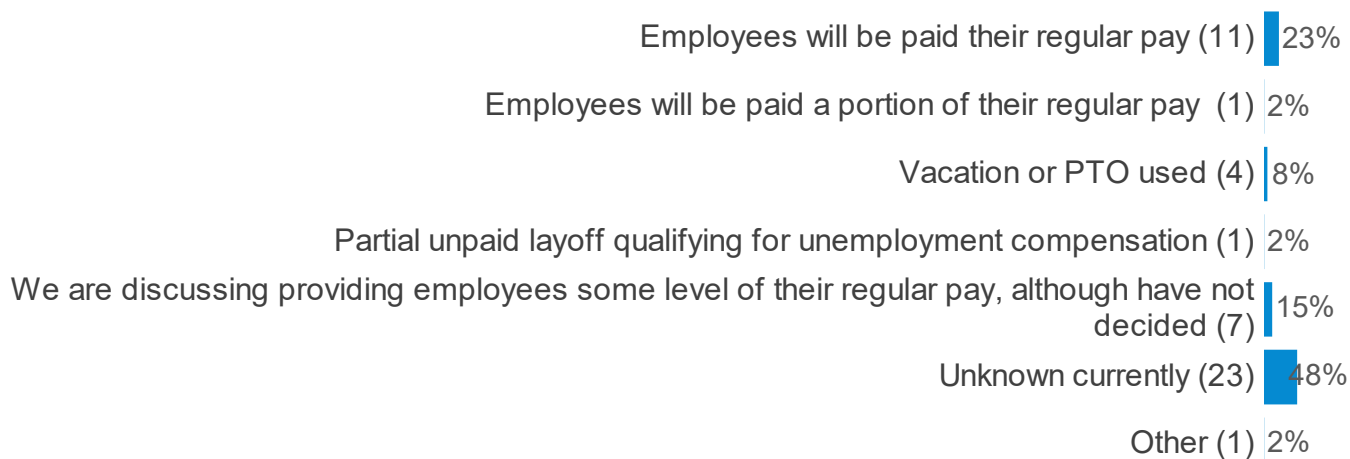 Employees will be paid their regular pay (11) 23%
Employees will be paid a portion of their regular pay (1) 2%
Vacation or PTO used (4) 8%
Partial unpaid layoff qualifying for unemployment compensation (1) 2%
We are discussing providing employees some level of their regular pay, although have not
decided (7) 15%
Unknown currently (23) 48%
Other (1) 2%